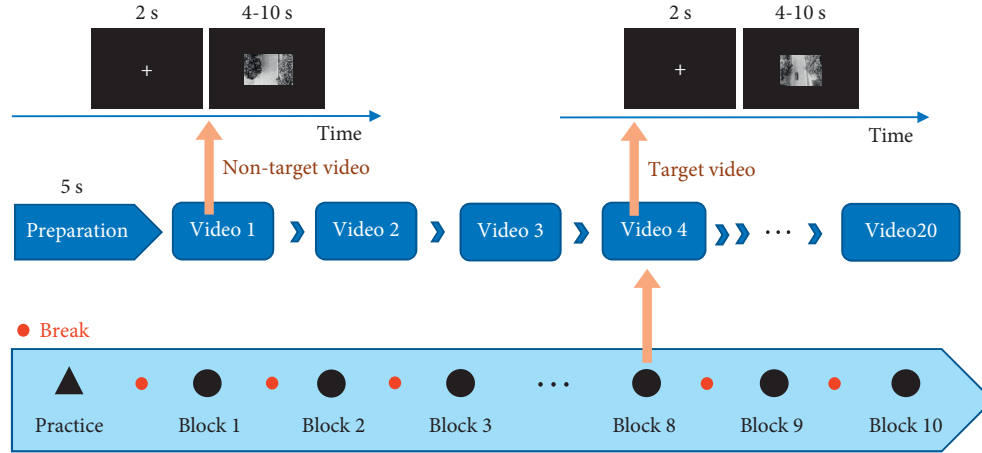 2 s
4-10 s
2 s
4-10 s
+
+
Time
Time
Non-target video
Target video
5 s
Preparation
Video 1
Video 2
Video 3
Video 4
...
Video20
Break
...
Practice
Block 1
Block 2
Block 3
Block 8
Block 9
Block 10